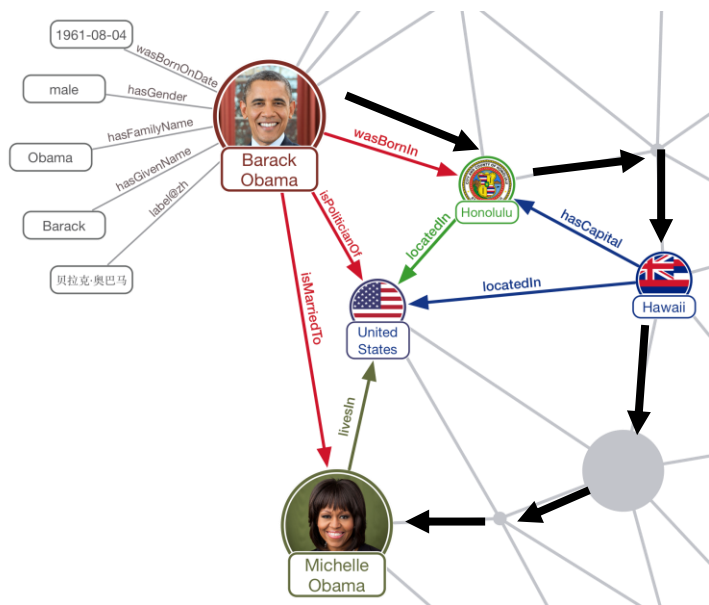 1961-08-04
wasBornOnDate
male
hasGender
hasFamilyName
Obama
hasGivenName
Barack
label@zh
贝拉克·奥巴马
Barack
Obama
wasBornIn
Honolulu
isPoliticianOf
locatedIn
hasCapital
locatedIn
Hawaii
United
States
isMarriedTo
livesIn
Michelle
Obama